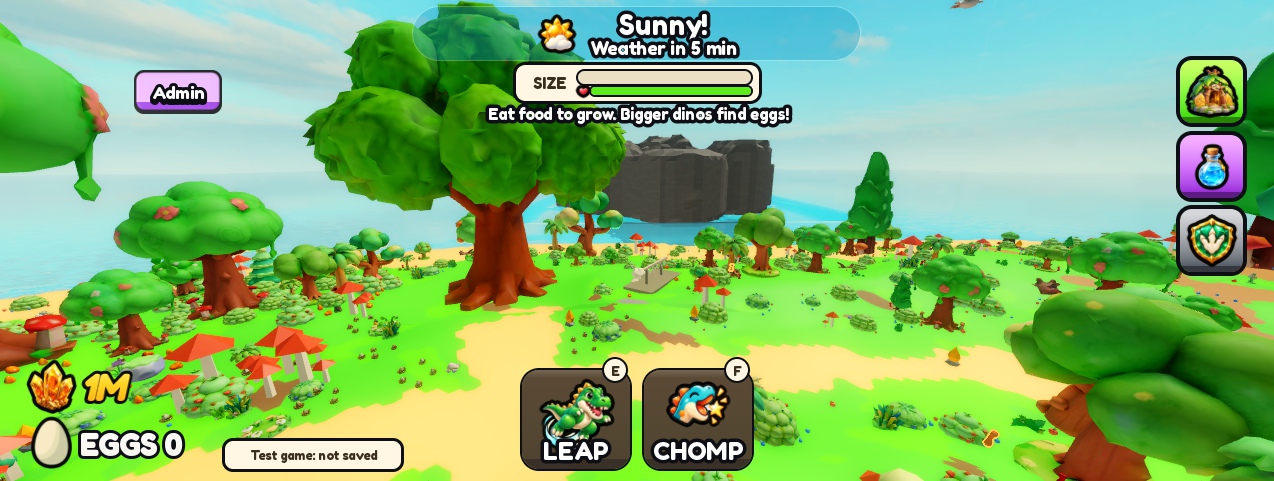 Sunny!
Weather in 5 min
Admin
SIZE
Eat food to grow. Bigger dinos find eggs!
1M
EGGS 0
Test game: not saved
E
LEAP
F
CHOMP